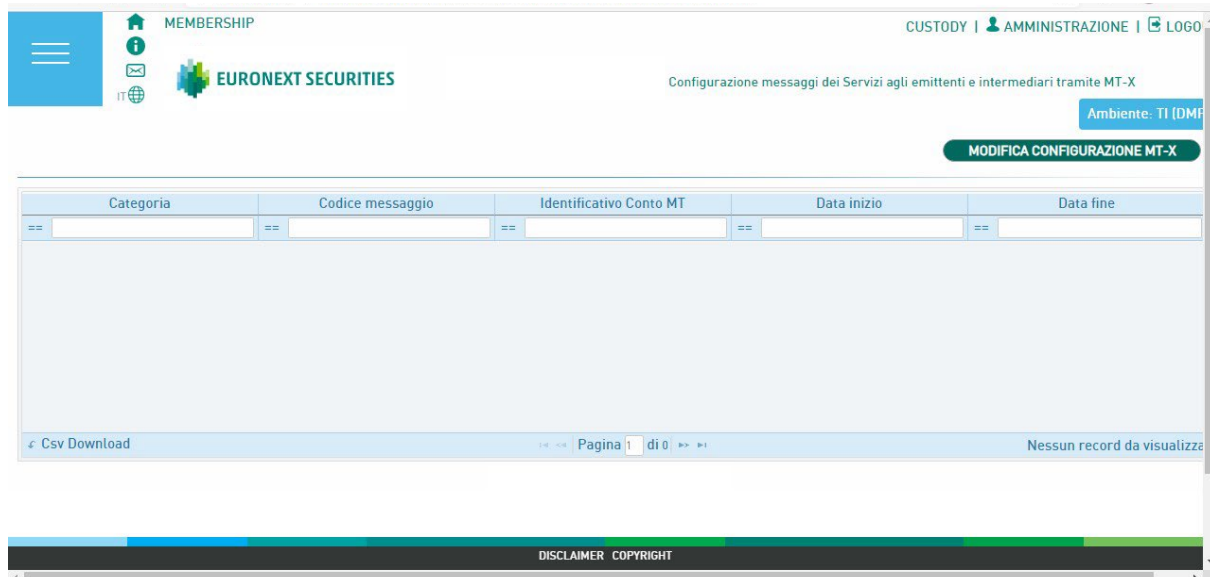 MEMBERSHIP
CUSTODY | AMMINISTRAZIONE | LOGO
IT
EURONEXT SECURITIES
Configurazione messaggi dei Servizi agli emittenti e intermediari tramite MT-X
Ambiente: TI (DMP
MODIFICA CONFIGURAZIONE MT-X
Categoria Codice messaggio Identificativo Conto MT Data inizio Data fine
== == == == ==
Csv Download Pagina 1 di 0 Nessun record da visualizza
DISCLAIMER COPYRIGHT